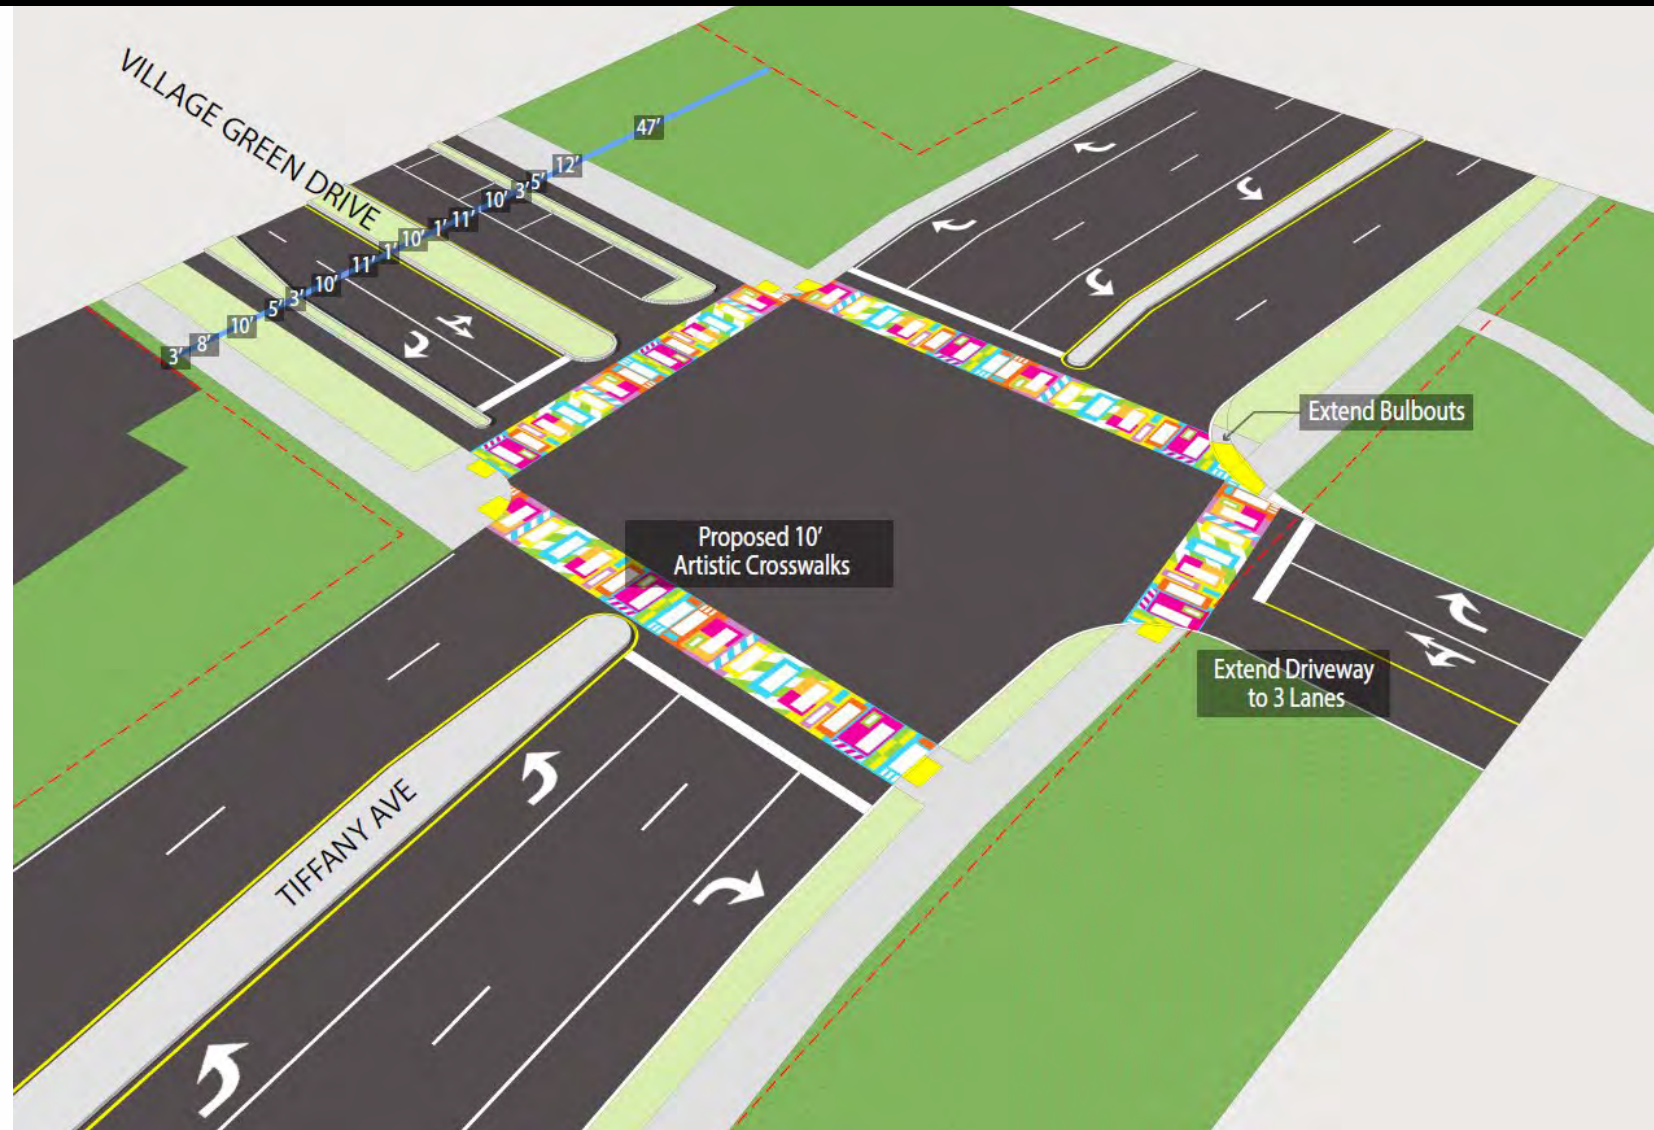 VILLAGE GREEN DRIVE
47′
12′
5′
3′
10′
11′
1′
10′
1′
11′
10′
3′
5′
10′
8′
3′
Extend Bulbouts
Proposed 10′
Artistic Crosswalks
Extend Driveway
to 3 Lanes
TIFFANY AVE